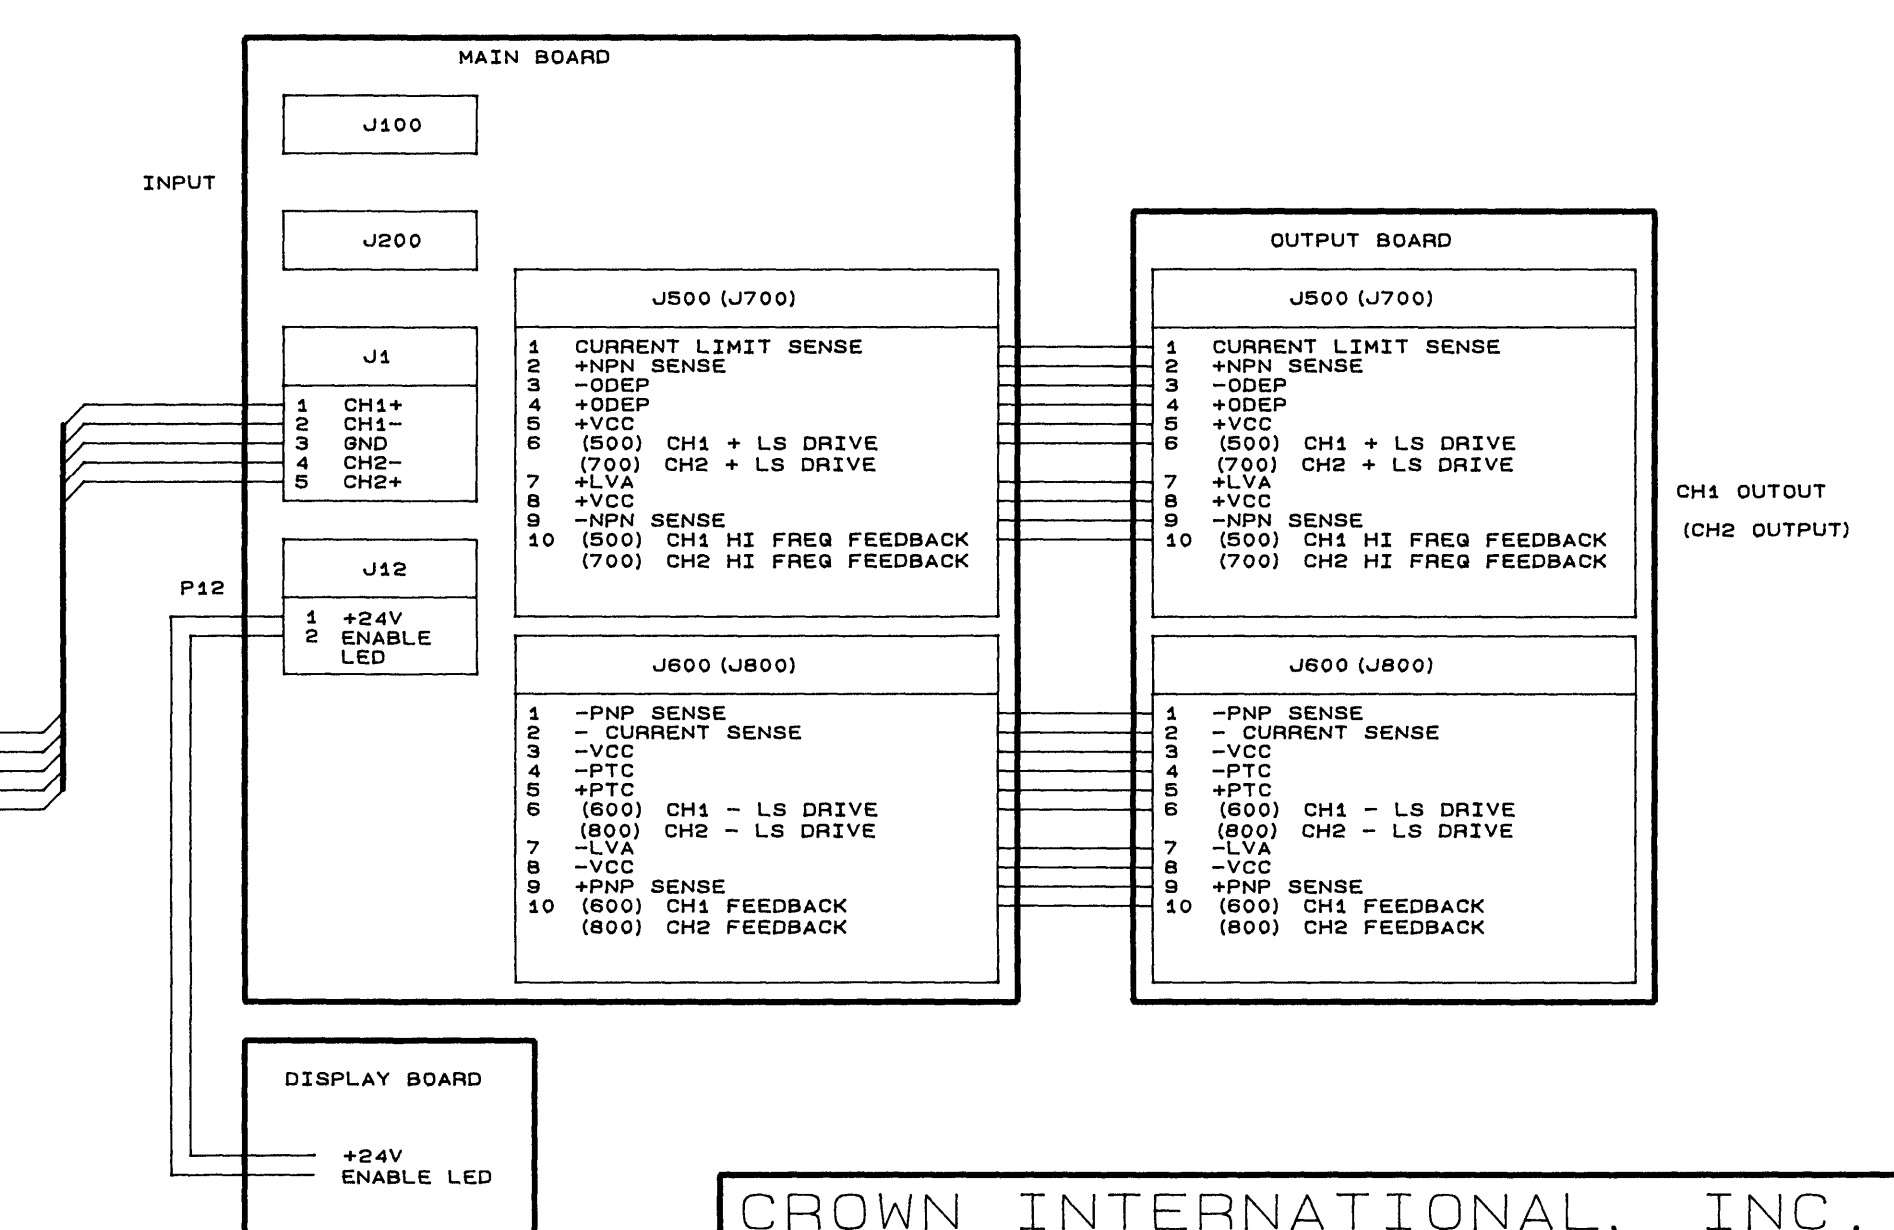 MAIN BOARD
J100
INPUT
J200
J1
1 CH1+
2 CH1-
3 GND
4 CH2-
5 CH2+
P12
J12
1 +24V
2 ENABLE
LED
J500 (J700)
1 CURRENT LIMIT SENSE
2 +NPN SENSE
3 -ODEP
4 +ODEP
5 +VCC
6 (500) CH1 + LS DRIVE
(700) CH2 + LS DRIVE
7 +LVA
8 +VCC
9 -NPN SENSE
10 (500) CH1 HI FREQ FEEDBACK
(700) CH2 HI FREQ FEEDBACK
J600 (J800)
1 -PNP SENSE
2 - CURRENT SENSE
3 -VCC
4 -PTC
5 +PTC
6 (600) CH1 - LS DRIVE
(800) CH2 - LS DRIVE
7 -LVA
8 -VCC
9 +PNP SENSE
10 (600) CH1 FEEDBACK
(800) CH2 FEEDBACK
OUTPUT BOARD
J500 (J700)
1 CURRENT LIMIT SENSE
2 +NPN SENSE
3 -ODEP
4 +ODEP
5 +VCC
6 (500) CH1 + LS DRIVE
(700) CH2 + LS DRIVE
7 +LVA
8 +VCC
9 -NPN SENSE
10 (500) CH1 HI FREQ FEEDBACK
(700) CH2 HI FREQ FEEDBACK
J600 (J800)
1 -PNP SENSE
2 - CURRENT SENSE
3 -VCC
4 -PTC
5 +PTC
6 (600) CH1 - LS DRIVE
(800) CH2 - LS DRIVE
7 -LVA
8 -VCC
9 +PNP SENSE
10 (600) CH1 FEEDBACK
(800) CH2 FEEDBACK
CH1 OUTOUT
(CH2 OUTPUT)
DISPLAY BOARD
+24V
ENABLE LED
CROWN INTERNATIONAL, INC.